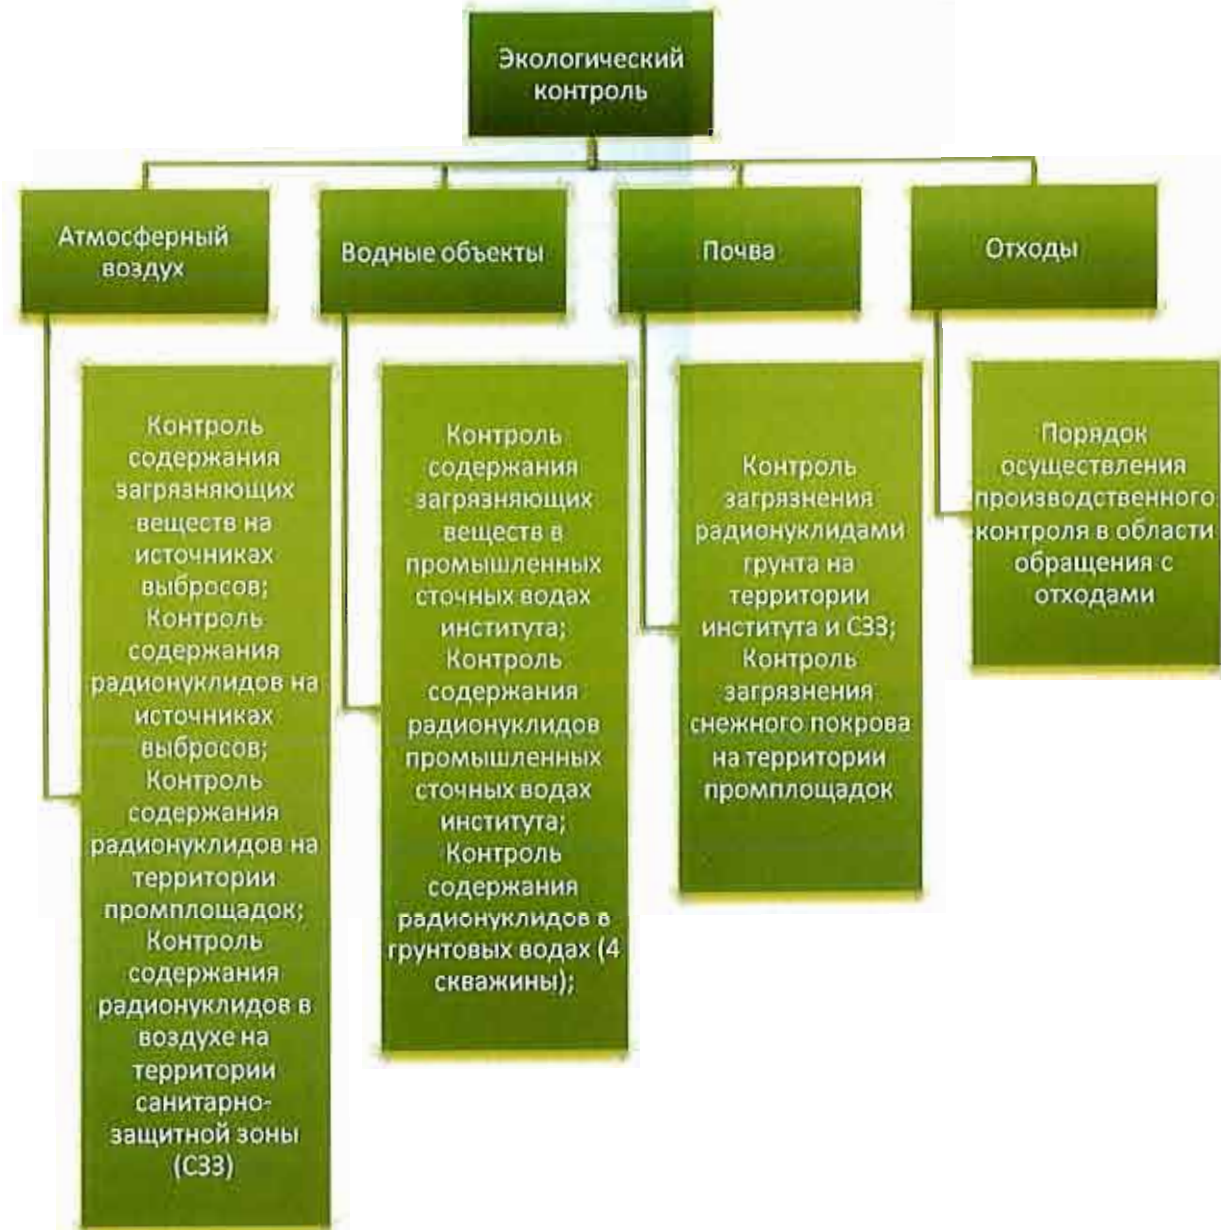 Экологический
контроль
Атмосферный
воздух
Водные объекты
Почва
Отходы
Контроль
содержания
загрязняющих
веществ на
источниках
выбросов;
Контроль
содержания
радионуклидов на
источниках
выбросов;
Контроль
содержания
радионуклидов на
территории
промплощадок;
Контроль
содержания
радионуклидов в
воздухе на
территории
санитарно-
защитной зоны
(СЗЗ)
Контроль
содержания
загрязняющих
веществ в
промышленных
сточных водах
института;
Контроль
содержания
радионуклидов
промышленных
сточных водах
института;
Контроль
содержания
радионуклидов в
грунтовых водах (4
скважины);
Контроль
загрязнения
радионуклидами
грунта на
территории
института и СЗЗ;
Контроль
загрязнения
снежного покрова
на территории
промплощадок
Порядок
осуществления
производственного
контроля в области
обращения с
отходами